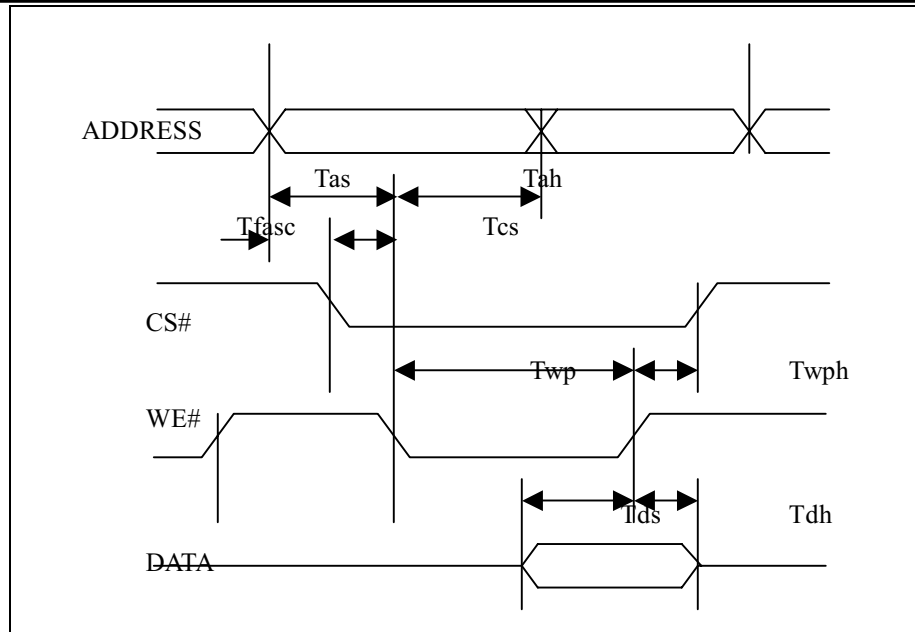 ADDRESS
Tas Tah
Tfasc Tcs
CS#
Twp Twph
WE#
Tds Tdh
DATA